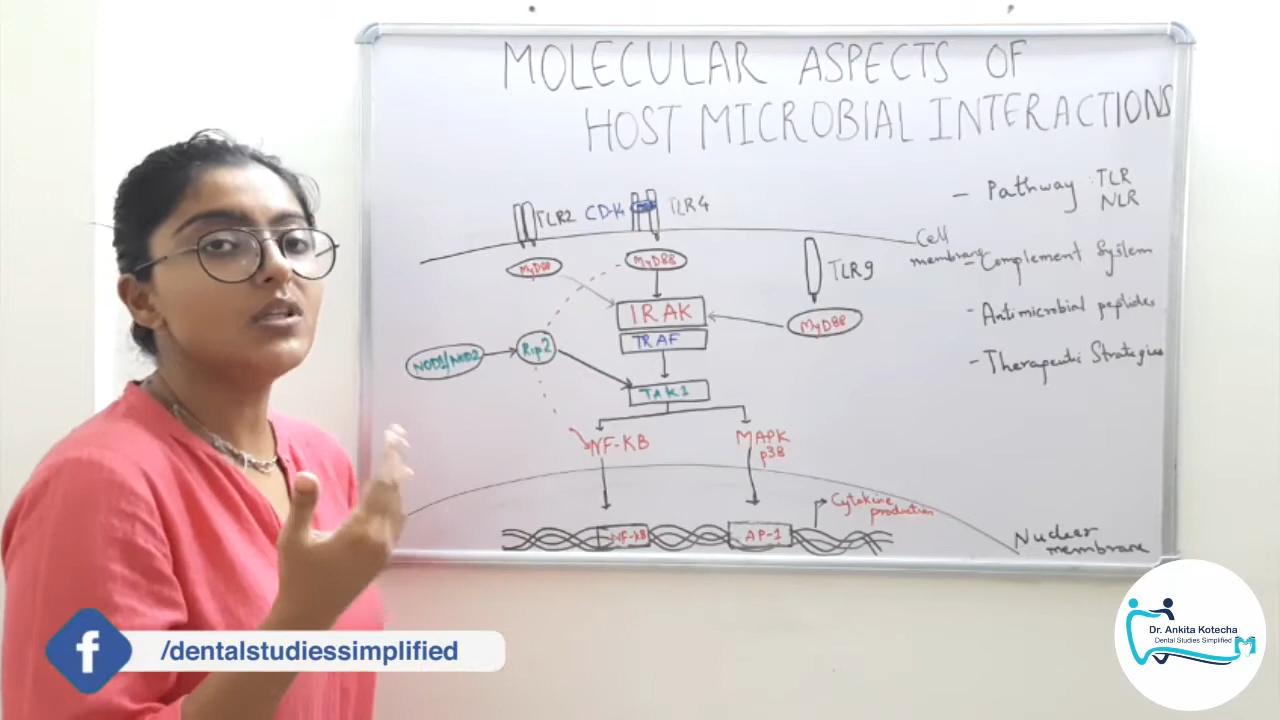 MOLECULAR ASPECTS OF
HOST MICROBIAL INTERACTIONS
- Pathway : TLR
NLR
TLR2 CD-14 TLR4
Cell
membrane
- Complement System
MyD88
MyD88
TLR9
IRAK
MyD88
- Antimicrobial peptides
TRAF
NOD1/NOD2
Rip2
- Therapeutic Strategies
TAK1
NF-KB
MAPK
p38
Cytokine
production
NF-KB
AP-1
Nuclear
membrane
f
/dentalstudiessimplified
Dr. Ankita Kotecha
Dental Studies Simplified